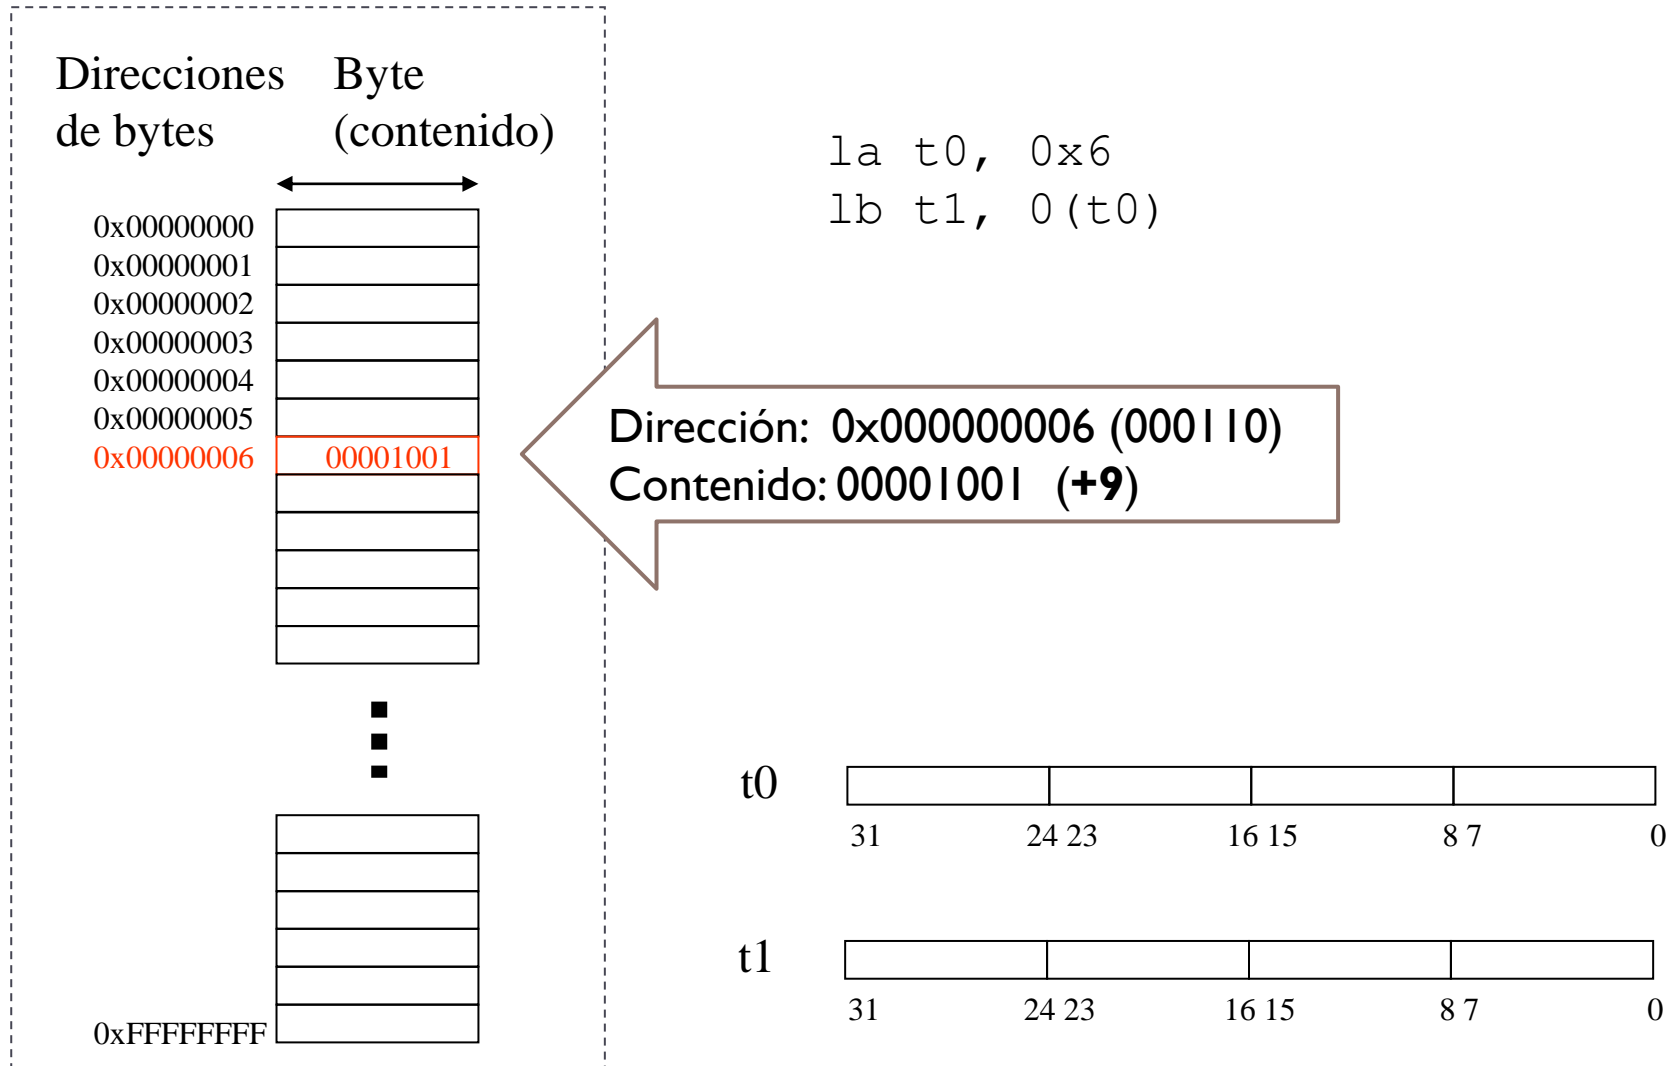 Direcciones de bytes
Byte (contenido)
la t0, 0x6
lb t1, 0(t0)
0x00000000
0x00000001
0x00000002
0x00000003
0x00000004
0x00000005
0x00000006 00001001
Dirección: 0x000000006 (000110)
Contenido: 00001001 (+9)
t0
31 24 23 16 15 8 7 0
t1
31 24 23 16 15 8 7 0
0xFFFFFFFF